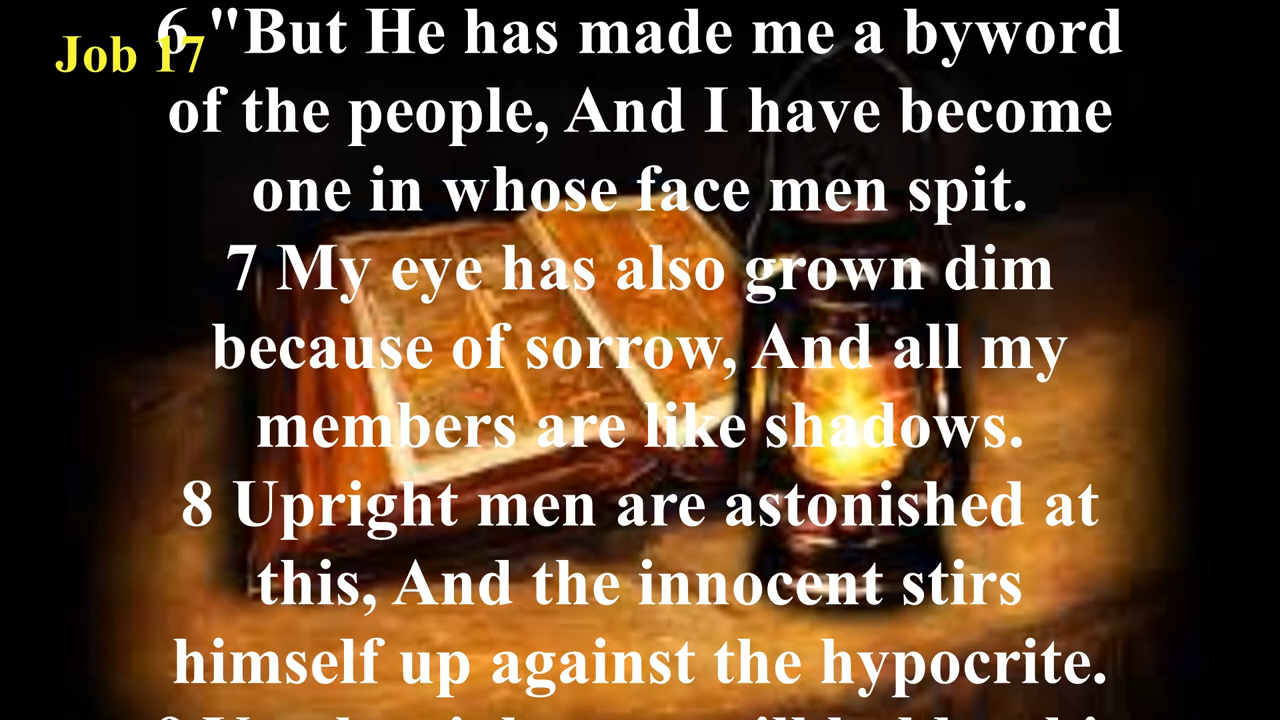 Job 17
6 "But He has made me a byword
of the people, And I have become
one in whose face men spit.
7 My eye has also grown dim
because of sorrow, And all my
members are like shadows.
8 Upright men are astonished at
this, And the innocent stirs
himself up against the hypocrite.